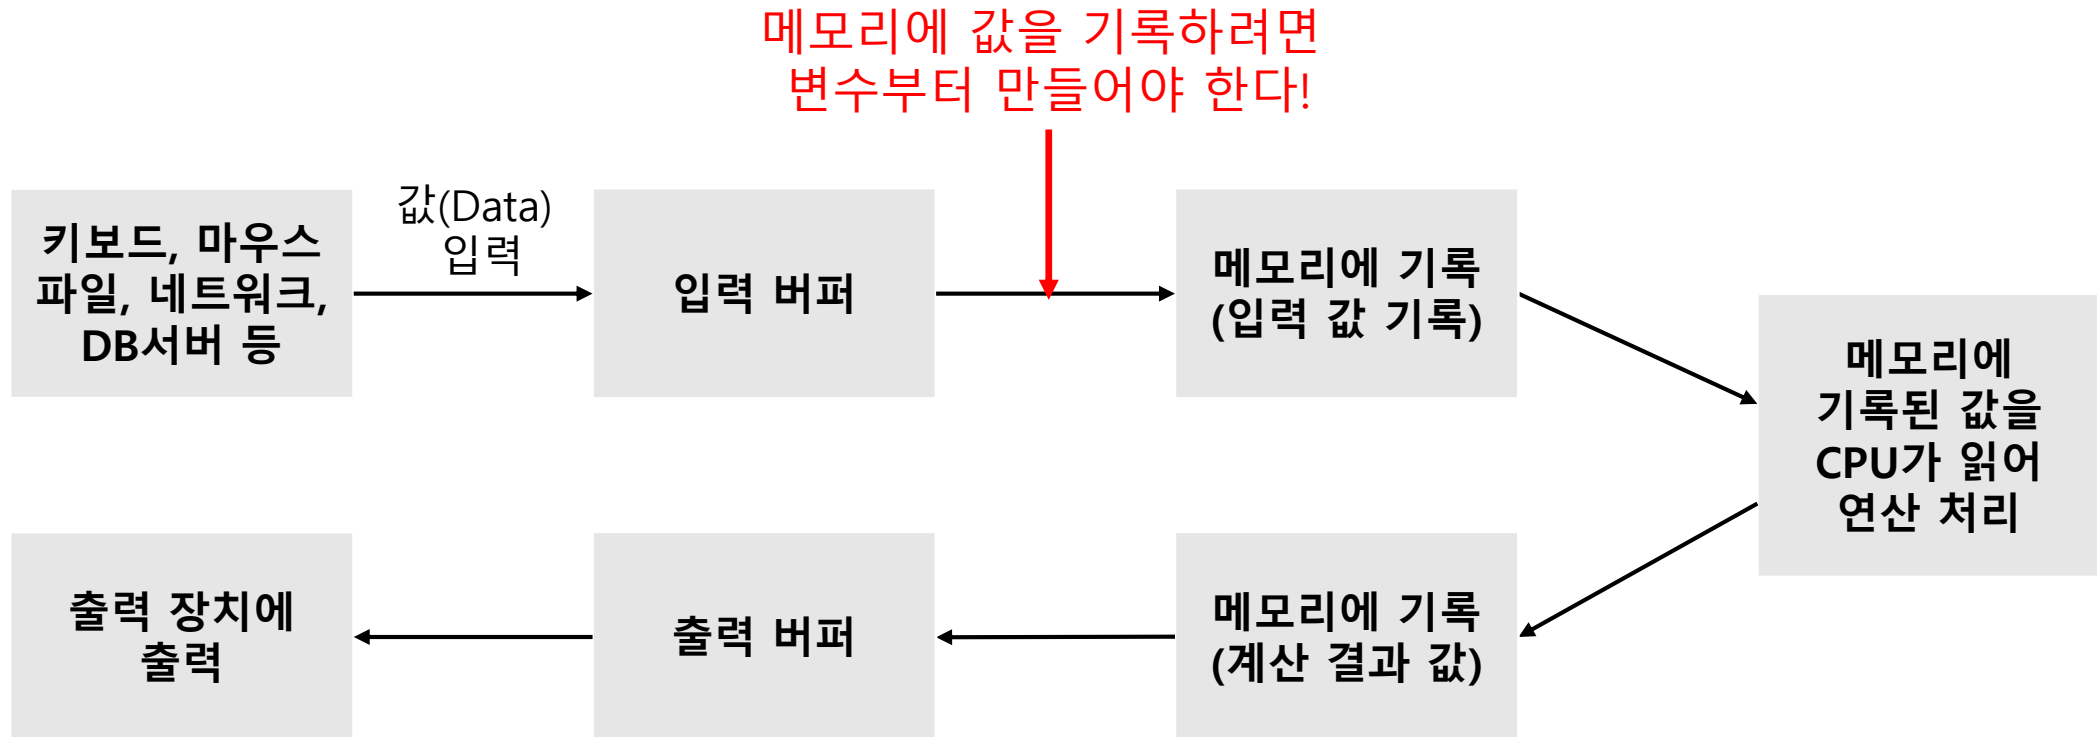 메모리에 값을 기록하려면
변수부터 만들어야 한다!
키보드, 마우스
파일, 네트워크,
DB서버 등
값(Data)
입력
입력 버퍼
메모리에 기록
(입력 값 기록)
메모리에
기록된 값을
CPU가 읽어
연산 처리
메모리에 기록
(계산 결과 값)
출력 버퍼
출력 장치에
출력